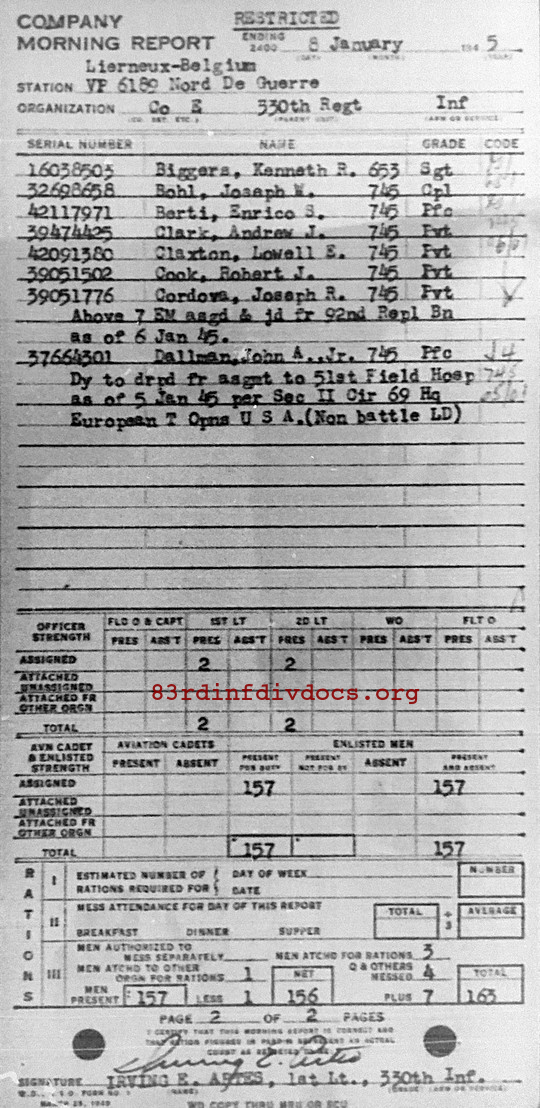 COMPANY RESTRICTED
MORNING REPORT ENDING 2400 8 January 1945
Lierneux-Belgium
STATION VP 6189 Nord De Guerre
ORGANIZATION Co E 330th Regt Inf
(CO. DET. ETC.) (PARENT UNIT) (ARM OR SERVICE)
SERIAL NUMBER NAME GRADE CODE
16038503 Biggers, Kenneth R. 653 Sgt
32698658 Bohl, Joseph W. 745 Cpl
42117971 Berti, Enrico S. 745 Pfc
39474425 Clark, Andrew J. 745 Pvt
42091380 Claxton, Lowell E. 745 Pvt
39051502 Cook, Robert J. 745 Pvt
39051776 Cordova, Joseph R. 745 Pvt
Above 7 EM asgd & jd fr 92nd Repl Bn
as of 6 Jan 45.
37664301 Dallman,John A.,Jr. 745 Pfc
Dy to drpd fr asgmt to 51st Field Hosp 745
as of 5 Jan 45 per Sec II Cir 69 Hq
European T Opns U S A.(Non battle LD)
OFFICER STRENGTH FLD O & CAPT 1ST LT 2D LT WO FLT O
PRES ABS'T PRES ABS'T PRES ABS'T PRES ABS'T PRES ABS'T
ASSIGNED 2 2
ATTACHED UNASSIGNED
ATTACHED FR OTHER ORGN
83rdinfdivdocs.org
TOTAL 2 2
AVN CADET & ENLISTED STRENGTH AVIATION CADETS ENLISTED MEN
PRESENT ABSENT PRESENT FOR DUTY PRESENT NOT FOR DY ABSENT PRESENT AND ABSENT
ASSIGNED 157 157
ATTACHED UNASSIGNED
ATTACHED FR OTHER ORGN
TOTAL 157 157
RATIONS
I ESTIMATED NUMBER OF RATIONS REQUIRED FOR DAY OF WEEK DATE NUMBER
II MESS ATTENDANCE FOR DAY OF THIS REPORT TOTAL ÷ 3 AVERAGE
BREAKFAST DINNER SUPPER
III MEN AUTHORIZED TO MESS SEPARATELY MEN ATCHD FOR RATIONS 3
MEN ATCHD TO OTHER ORGN FOR RATIONS 1 NET O & OTHERS MESSED 4 TOTAL
MEN PRESENT 157 LESS 1 156 PLUS 7 163
PAGE 2 OF 2 PAGES
I CERTIFY THAT THIS MORNING REPORT IS CORRECT AND
SIGNATURE IRVING E. ASTES, 1st Lt., 330th Inf.